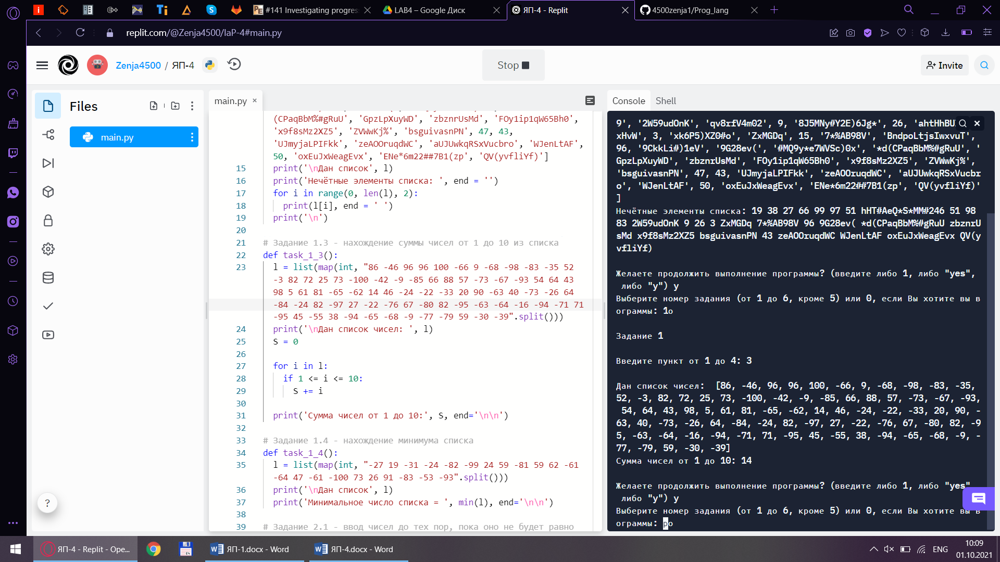 #141 Investigating progres
LAB4 – Google Диск
ЯП-4 - Replit
4500zenja1/Prog_lang
replit.com/@Zenja4500/IaP-4#main.py
Zenja4500 / ЯП-4
Stop
Invite
Files
main.py
main.py ×
(CPaqBbM%#gRuU', 'GpzLpXuyWD', 'zbznrUsMd', 'FOy1ip1qW65Bh0',
'x9f8sMz2XZ5', 'ZVWwKj%', 'bsguivasnPN', 47, 43,
'UJmyjaLPIFkk', 'zeAOOruqdWC', 'aUJUwkqRSxVucbro', 'WJenLtAF',
50, 'oxEuJxWeagEvx', 'ENe*6m22##7B1(zp', 'QV(yvfliYf)']
15 print('\nДан список', l)
16 print('Нечётные элементы списка: ', end = '')
17 for i in range(0, len(l), 2):
18 print(l[i], end = ' ')
19 print('\n')
20
21 # Задание 1.3 - нахождение суммы чисел от 1 до 10 из списка
22 def task_1_3():
23 l = list(map(int, "86 -46 96 96 100 -66 9 -68 -98 -83 -35 52
-3 82 72 25 73 -100 -42 -9 -85 66 88 57 -73 -67 -93 54 64 43
98 5 61 81 -65 -62 14 46 -24 -22 -33 20 90 -63 40 -73 -26 64
-84 -24 82 -97 27 -22 -76 67 -80 82 -95 -63 -64 -16 -94 -71 71
-95 45 -55 38 -94 -65 -68 -9 -77 -79 59 -30 -39".split()))
24 print('\nДан список чисел: ', l)
25 S = 0
26
27 for i in l:
28 if 1 <= i <= 10:
29 S += i
30
31 print('Сумма чисел от 1 до 10:', S, end='\n\n')
32
33 # Задание 1.4 - нахождение минимума списка
34 def task_1_4():
35 l = list(map(int, "-27 19 -31 -24 -82 -99 24 59 -81 59 62 -61
-64 47 -61 -100 73 26 91 -83 -53 -93".split()))
36 print('\nДан список', l)
37 print('Минимальное число списка = ', min(l), end='\n\n')
38
39 # Задание 2.1 - ввод чисел до тех пор, пока оно не будет равно
Console Shell
9', '2W59udOnK', 'qv8rfV4m02', 9, '8J5MNy#Y2E)6Jg*', 26, 'ahtHhBU
xHvW', 3, 'xk6P5)XZ0#o', 'ZxMGDq', 15, '7*%AB98V', 'BndpoLtjsIwxvuT',
96, '9CkkLi#)1eV', '9G28ev(', '#MQ9y*e7WVSc)0x', '*d(CPaqBbM%#gRuU', '
GpzLpXuyWD', 'zbznrUsMd', 'FOy1ip1qW65Bh0', 'x9f8sMz2XZ5', 'ZVWwKj%',
'bsguivasnPN', 47, 43, 'UJmyjaLPIFkk', 'zeAOOruqdWC', 'aUJUwkqRSxVucbr
o', 'WJenLtAF', 50, 'oxEuJxWeagEvx', 'ENe*6m22##7B1(zp', 'QV(yvfliYf)'
]
Нечётные элементы списка: 19 38 27 66 99 97 51 hHT#AeQ*S*MM#246 51 98
83 2W59udOnK 9 26 3 ZxMGDq 7*%AB98V 96 9G28ev( *d(CPaqBbM%#gRuU zbznrU
sMd x9f8sMz2XZ5 bsguivasnPN 43 zeAOOruqdWC WJenLtAF oxEuJxWeagEvx QV(y
vfliYf)
Желаете продолжить выполнение программы? (введите либо 1, либо "yes",
либо "y") y
Выберите номер задания (от 1 до 6, кроме 5) или 0, если Вы хотите вы в
ограммы: 1о
Задание 1
Введите пункт от 1 до 4: 3
Дан список чисел:  [86, -46, 96, 96, 100, -66, 9, -68, -98, -83, -35,
52, -3, 82, 72, 25, 73, -100, -42, -9, -85, 66, 88, 57, -73, -67, -93,
54, 64, 43, 98, 5, 61, 81, -65, -62, 14, 46, -24, -22, -33, 20, 90, -
63, 40, -73, -26, 64, -84, -24, 82, -97, 27, -22, -76, 67, -80, 82, -9
5, -63, -64, -16, -94, -71, 71, -95, 45, -55, 38, -94, -65, -68, -9, -
77, -79, 59, -30, -39]
Сумма чисел от 1 до 10: 14
Желаете продолжить выполнение программы? (введите либо 1, либо "yes"
либо "y") y
Выберите номер задания (от 1 до 6, кроме 5) или 0, если Вы хотите вы в
ограммы: ро
?
ЯП-4 - Replit - Ope...
ЯП-1.docx - Word
ЯП-4.docx - Word
ENG
10:09
01.10.2021